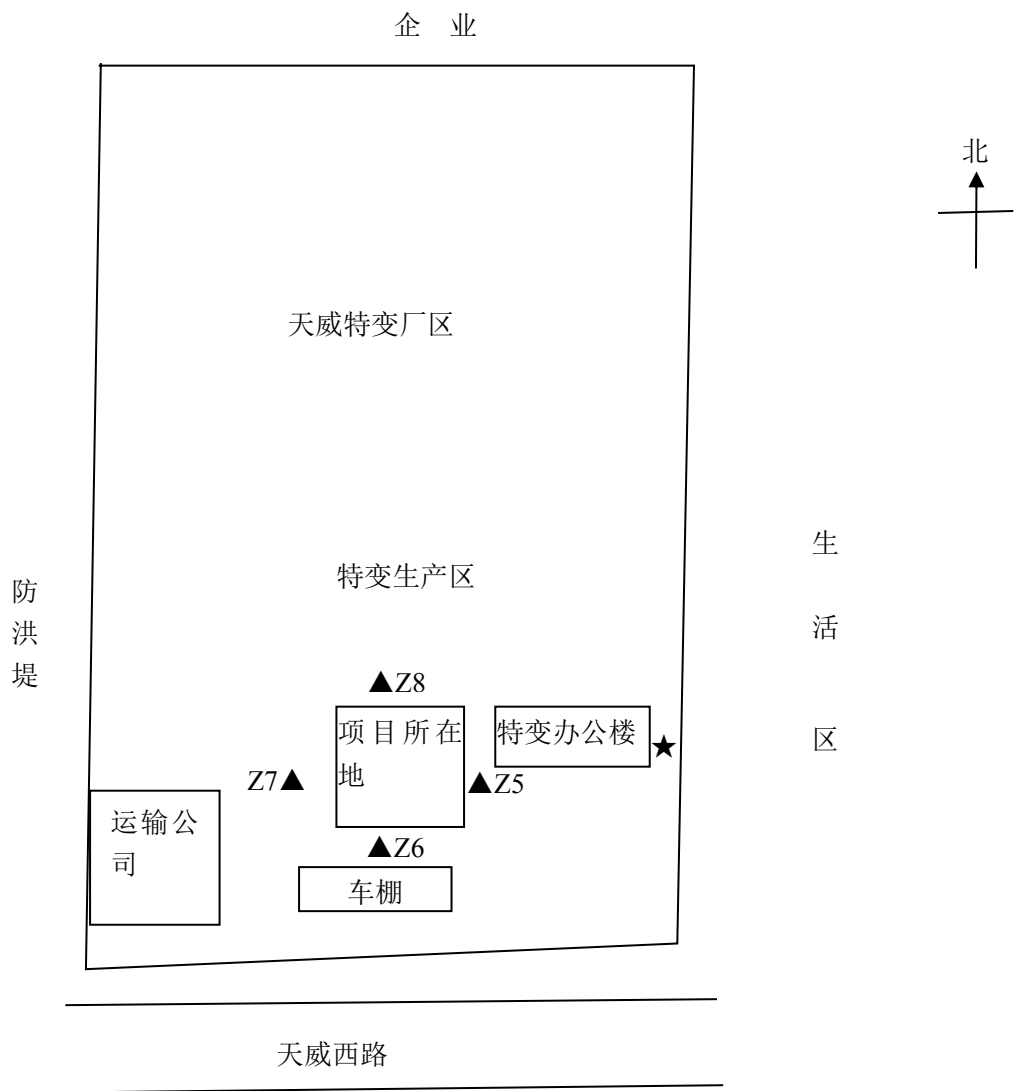 企 业
北
天威特变厂区
特变生产区
防
洪
堤
生
活
区
▲Z8
项目所在
地
特变办公楼
★
Z7▲
▲Z5
运输公
司
▲Z6
车棚
天威西路